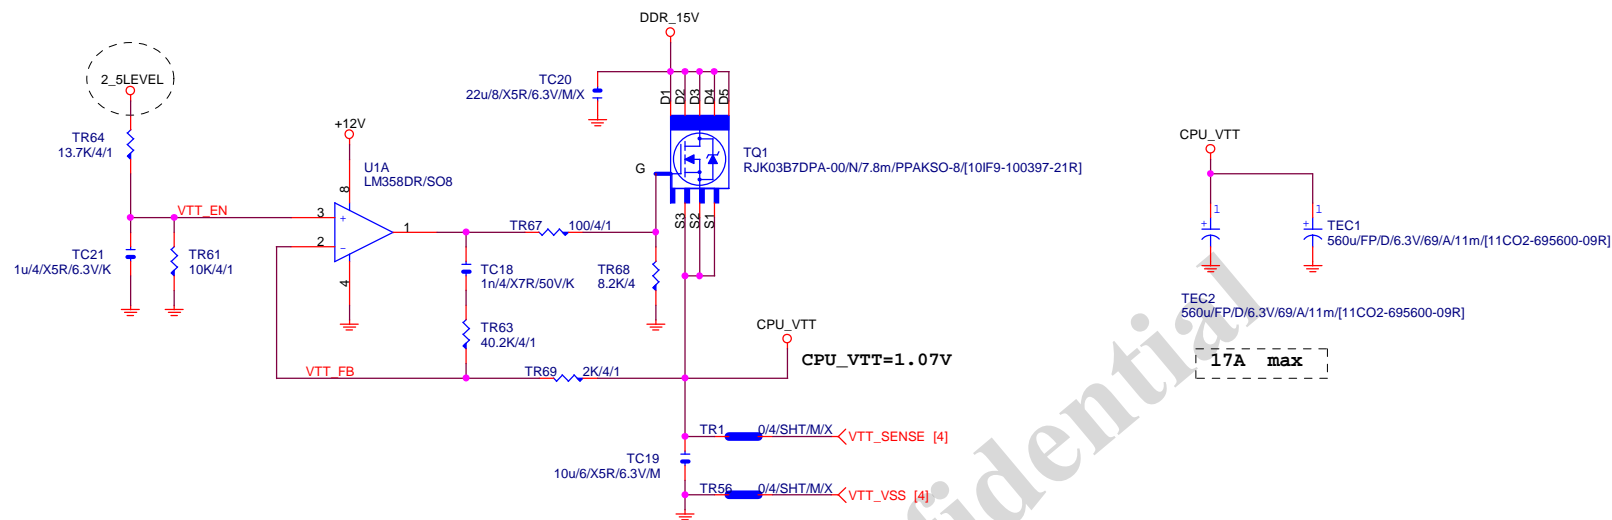 DDR_15V
2_5LEVEL
TC20
22u/8/X5R/6.3V/M/X
D1
D2
D3
D4
D5
TR64
13.7K/4/1
+12V
U1A
LM358DR/SO8
8
G
TQ1
RJK03B7DPA-00/N/7.8m/PPAKSO-8/[10IF9-100397-21R]
CPU_VTT
1
1
+
+
TEC1
560u/FP/D/6.3V/69/A/11m/[11CO2-695600-09R]
VTT_EN
3
+
2
−
1
4
TR67
100/4/1
S3
S2
S1
TC21
1u/4/X5R/6.3V/K
TR61
10K/4/1
TC18
1n/4/X7R/50V/K
TR68
8.2K/4
TEC2
560u/FP/D/6.3V/69/A/11m/[11CO2-695600-09R]
TR63
40.2K/4/1
CPU_VTT
CPU_VTT=1.07V
17A max
VTT_FB
TR69
2K/4/1
TR1
0/4/SHT/M/X
VTT_SENSE [4]
TC19
10u/6/X5R/6.3V/M
TR56
0/4/SHT/M/X
VTT_VSS [4]